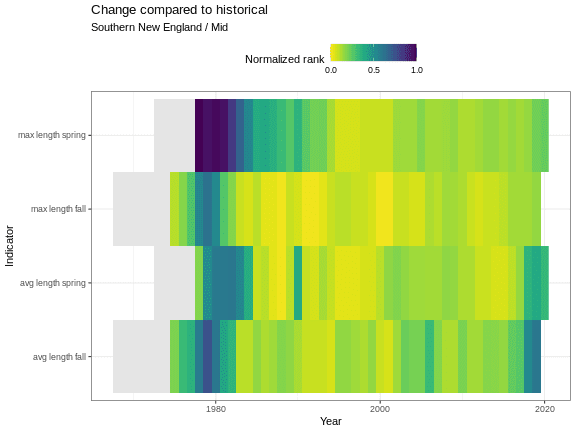 Change compared to historical
Southern New England / Mid
Normalized rank
0.0 0.5 1.0
max length spring
max length fall
avg length spring
avg length fall
Indicator
1980 2000 2020
Year